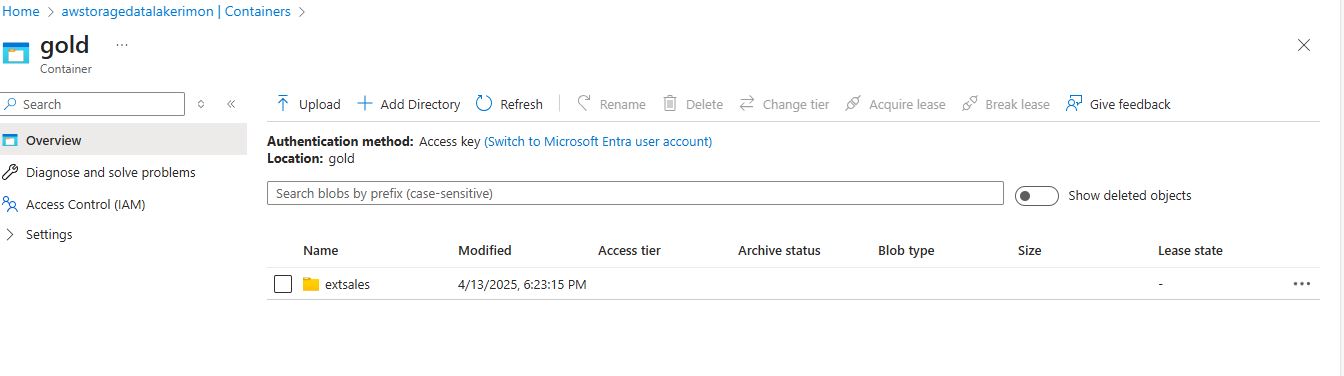 Home > awstoragedatalakerimon | Containers >
gold ...
Container
Search
Upload Add Directory Refresh Rename Delete Change tier Acquire lease Break lease Give feedback
Overview
Diagnose and solve problems
Access Control (IAM)
Settings
Authentication method: Access key (Switch to Microsoft Entra user account)
Location: gold
Search blobs by prefix (case-sensitive)
Show deleted objects
Name Modified Access tier Archive status Blob type Size Lease state
extsales 4/13/2025, 6:23:15 PM - ...